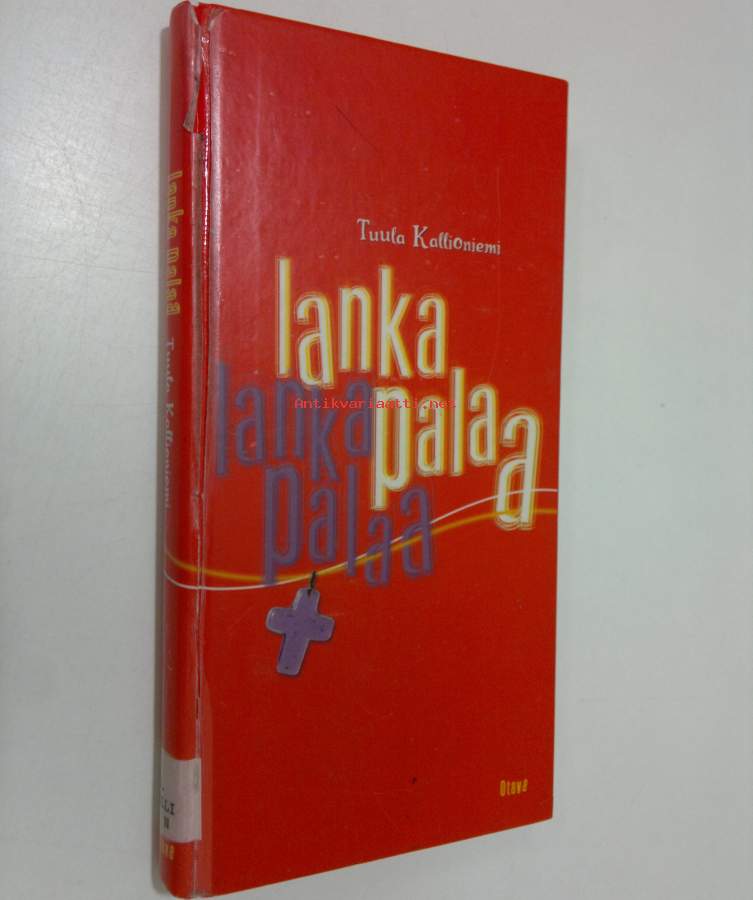 Tuula Kallioniemi
lanka
palaa
lanka
palaa
Antikvariaatti.net
Otava
lanka palaa Tuula Kallioniemi